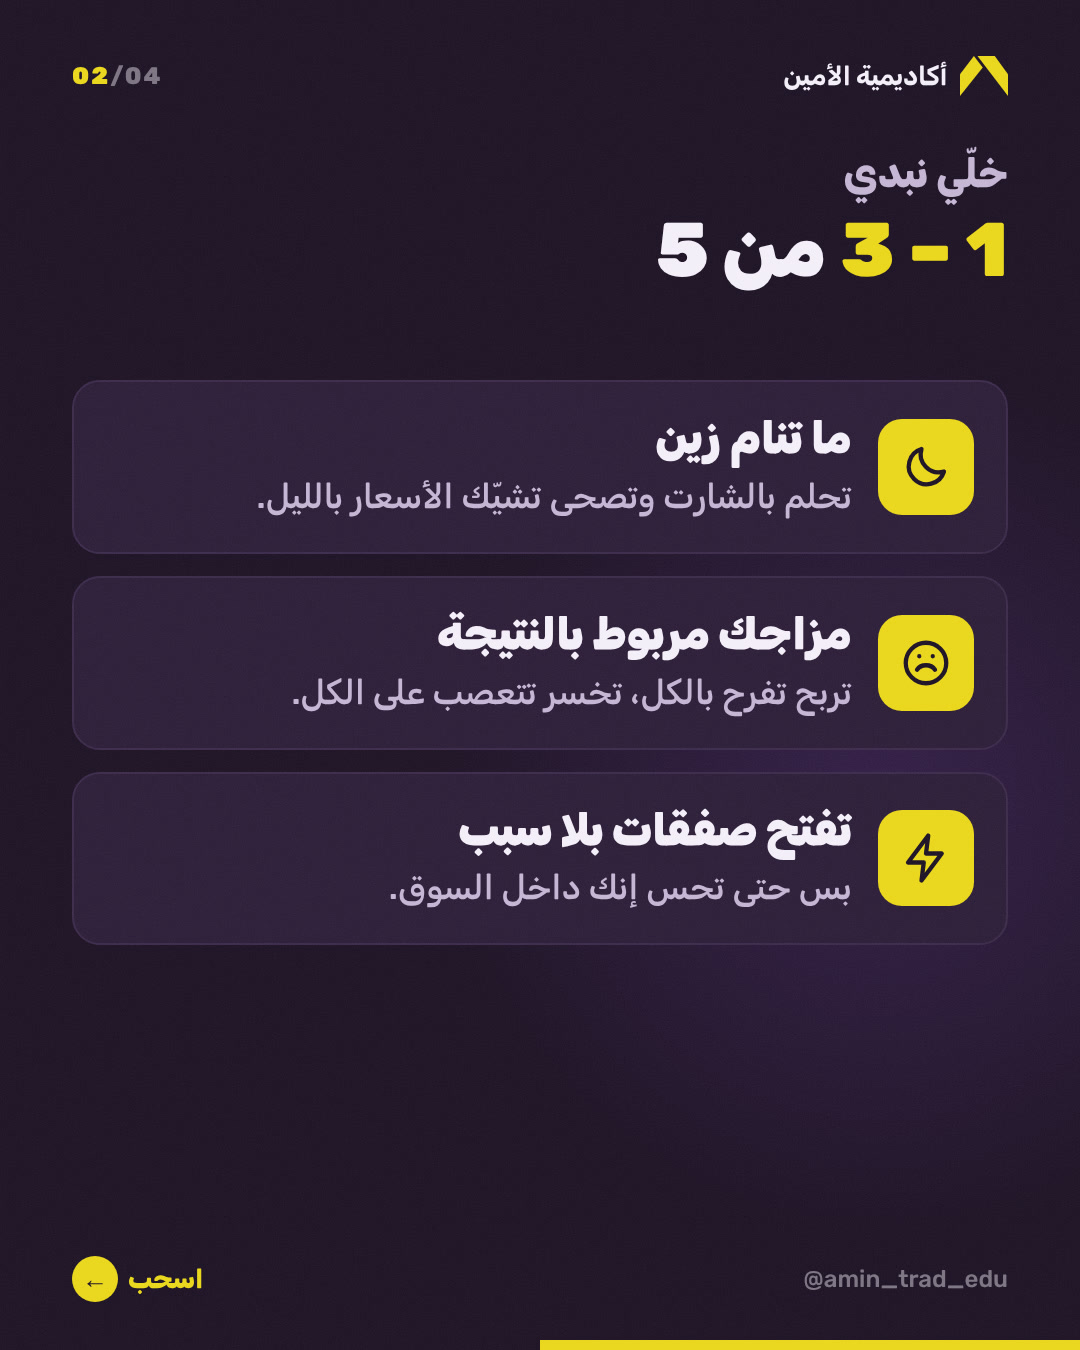 أكاديمية الأمين
02/04
خلّي نبدي
1 – 3 من 5
ما تنام زين
تحلم بالشارت وتصحى تشيّك الأسعار بالليل.
مزاجك مربوط بالنتيجة
تربح تفرح بالكل، تخسر تتعصب على الكل.
تفتح صفقات بلا سبب
بس حتى تحس إنك داخل السوق.
@amin_trad_edu
اسحب ←